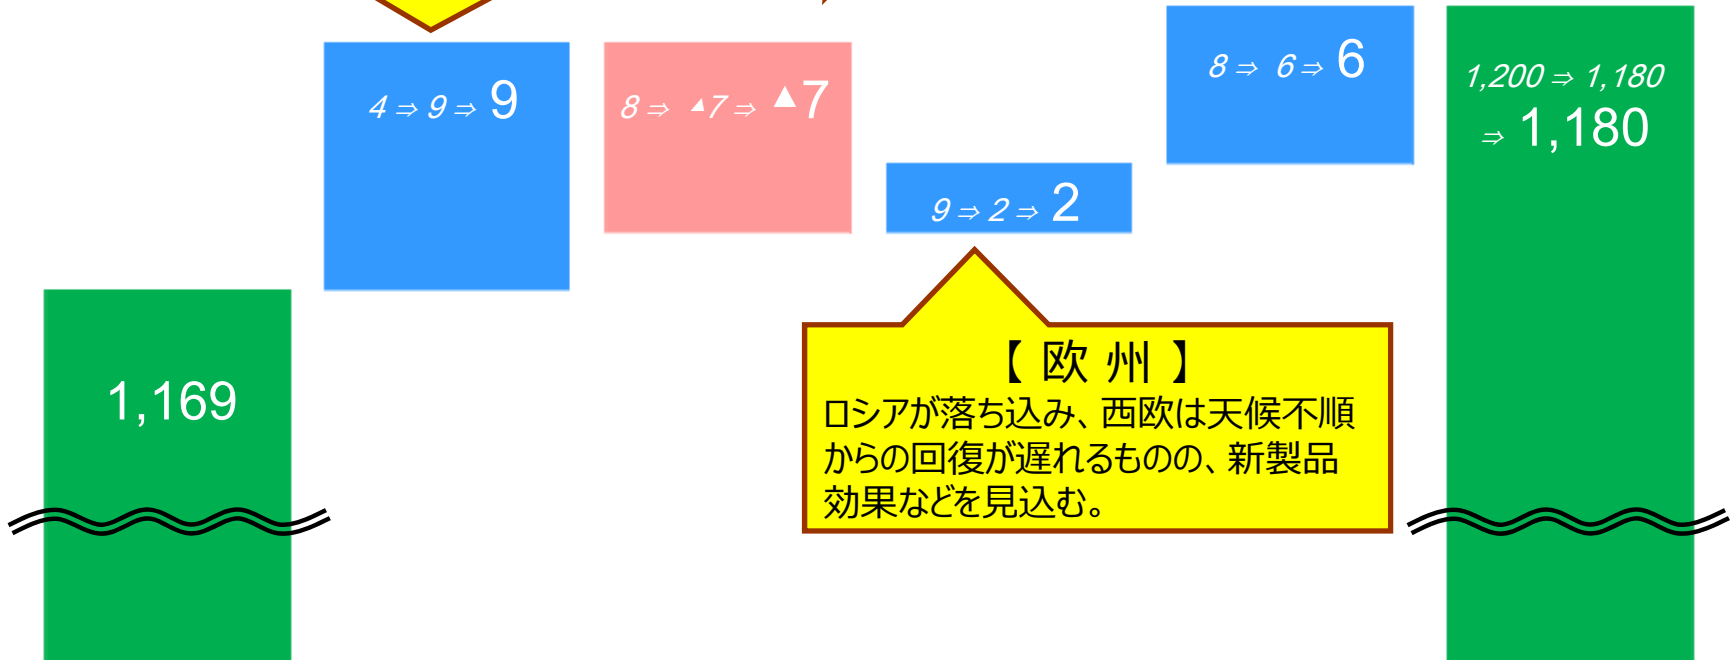 4 ⇒ 9 ⇒ 9
8 ⇒ ▲7 ⇒ ▲7
9 ⇒ 2 ⇒ 2
8 ⇒ 6 ⇒ 6
1,200 ⇒ 1,180
⇒ 1,180
1,169
【 欧 州 】
ロシアが落ち込み、西欧は天候不順
からの回復が遅れるものの、新製品
効果などを見込む。